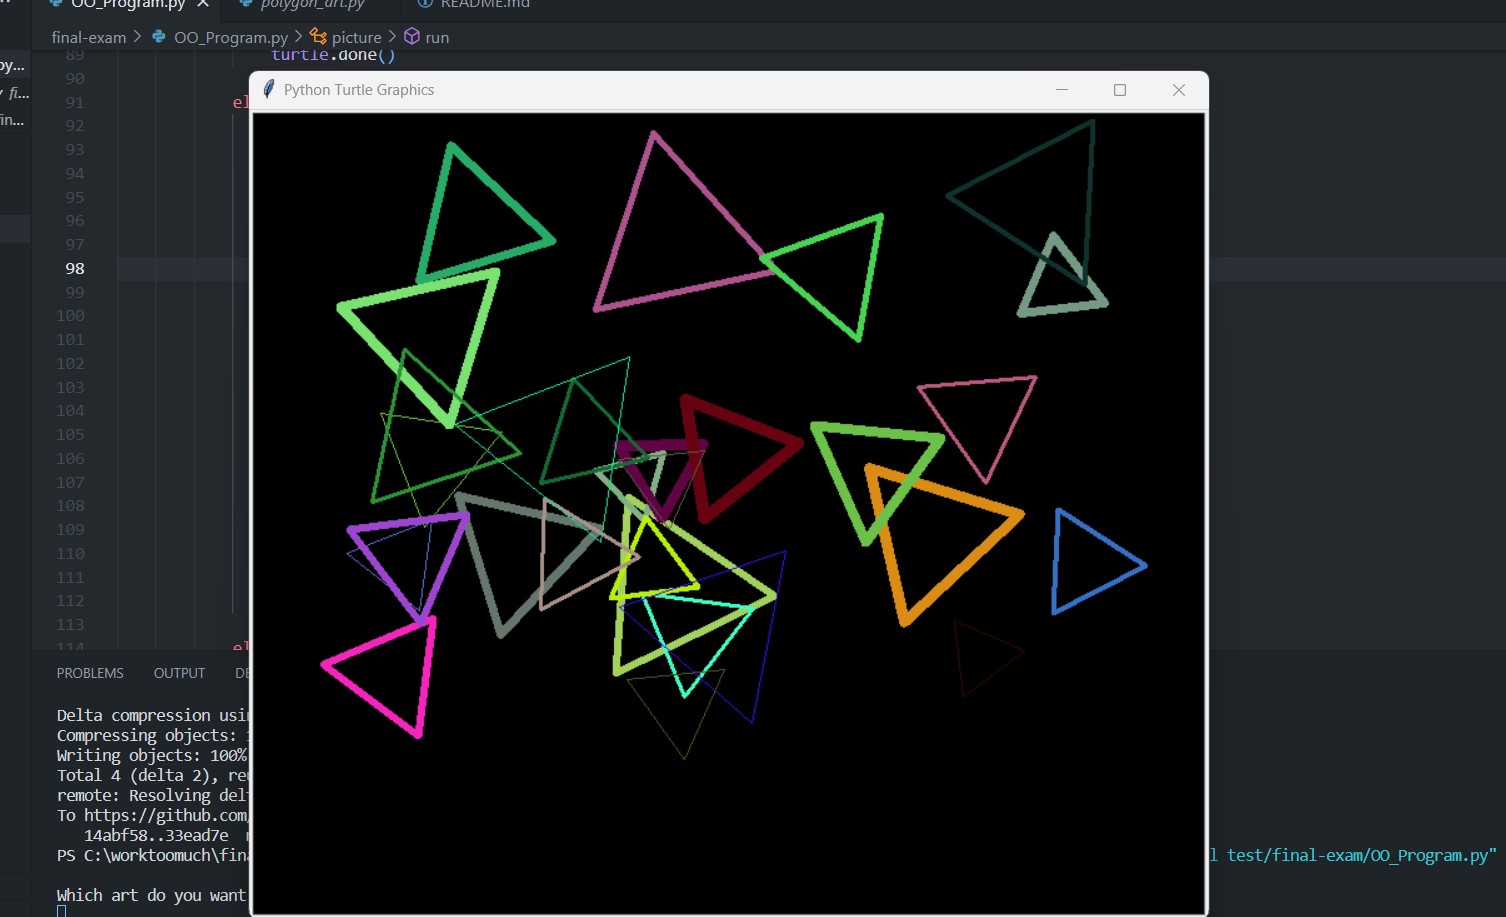 OO_Program.py
polygon_art.py
README.md
final-exam > OO_Program.py > picture > run
py...
fi...
fin...
89
turtle.done()
Python Turtle Graphics
90
91
el
92
93
94
95
96
97
98
99
100
101
102
103
104
105
106
107
108
109
110
111
112
113
114
el
PROBLEMS OUTPUT DE
Delta compression usi
Compressing objects:
Writing objects: 100%
Total 4 (delta 2), re
remote: Resolving del
To https://github.com/
14abf58..33ead7e
PS C:\worktoomuch\fin
l test/final-exam/OO_Program.py"
Which art do you want